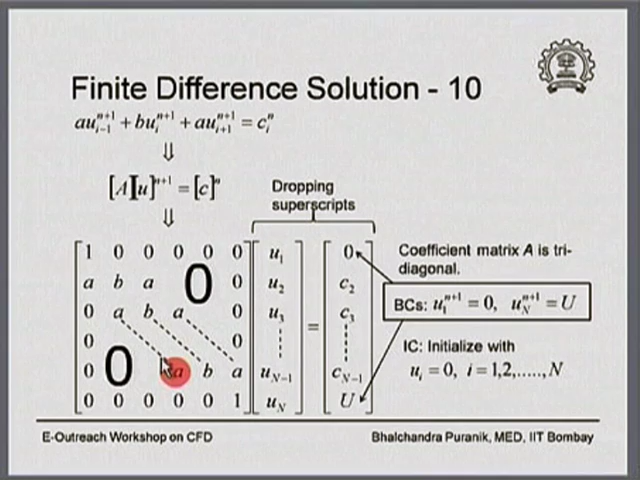 Finite Difference Solution - 10
au_{i-1}^{n+1} + bu_i^{n+1} + au_{i+1}^{n+1} = c_i^n
⇓
[A][u]^{n+1} = [c]^n
⇓
Dropping
superscripts
1 0 0 0 0 0 u_1 0
a b a 0 0 u_2 c_2
0 a b a 0 u_3 = c_3
0 0
0 0 a b a u_{N-1} c_{N-1}
0 0 0 0 0 1 u_N U
Coefficient matrix A is tri-
diagonal.
BCs: u_1^{n+1} = 0, u_N^{n+1} = U
IC: Initialize with
u_i = 0, i = 1,2,.....,N
E-Outreach Workshop on CFD
Bhalchandra Puranik, MED, IIT Bombay